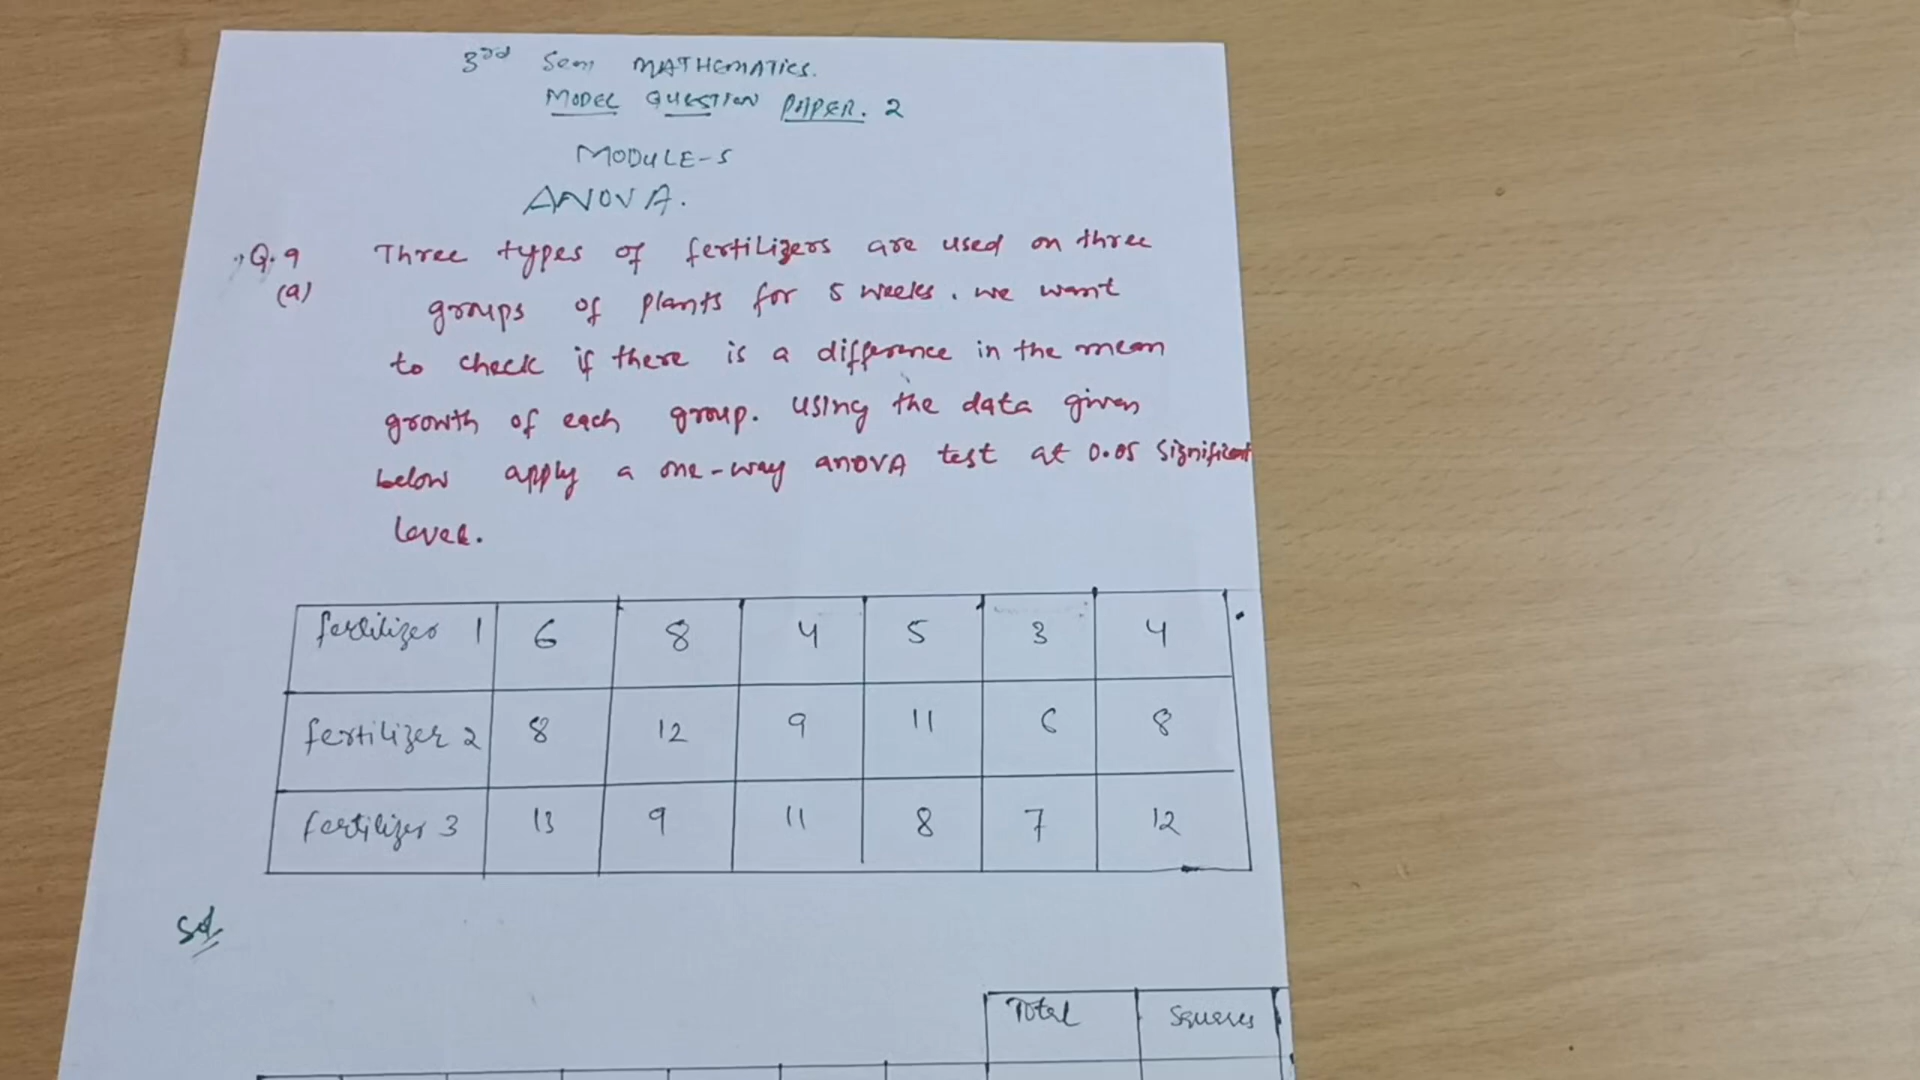 3rd Sem MATHEMATICS.
MODEL QUESTION PAPER. 2
MODULE-5
ANOVA.
Q.9 Three types of fertilizers are used on three
(a) groups of plants for 5 weeks. we want
to check if there is a difference in the mean
growth of each group. using the data given
below apply a one-way anOVA test at 0.05 significant
level.
fertilizer 1 6 8 4 5 3 4
fertilizer 2 8 12 9 11 6 8
fertilizer 3 13 9 11 8 7 12
Sol
Total Squares